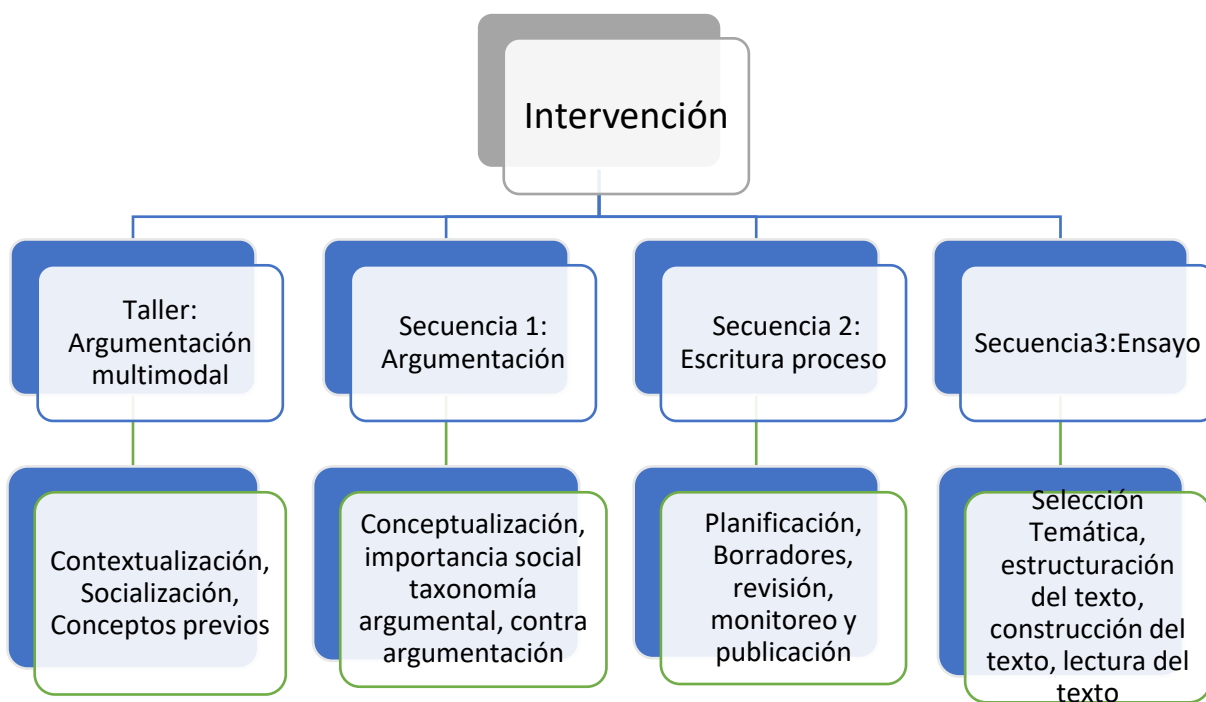 Intervención
Taller:
Argumentación
multimodal
Secuencia 1:
Argumentación
Secuencia 2:
Escritura proceso
Secuencia3:Ensayo
Contextualización,
Socialización,
Conceptos previos
Conceptualización,
importancia social
taxonomía
argumental, contra
argumentación
Planificación,
Borradores,
revisión,
monitoreo y
publicación
Selección
Temática,
estructuración
del texto,
construcción del
texto, lectura del
texto